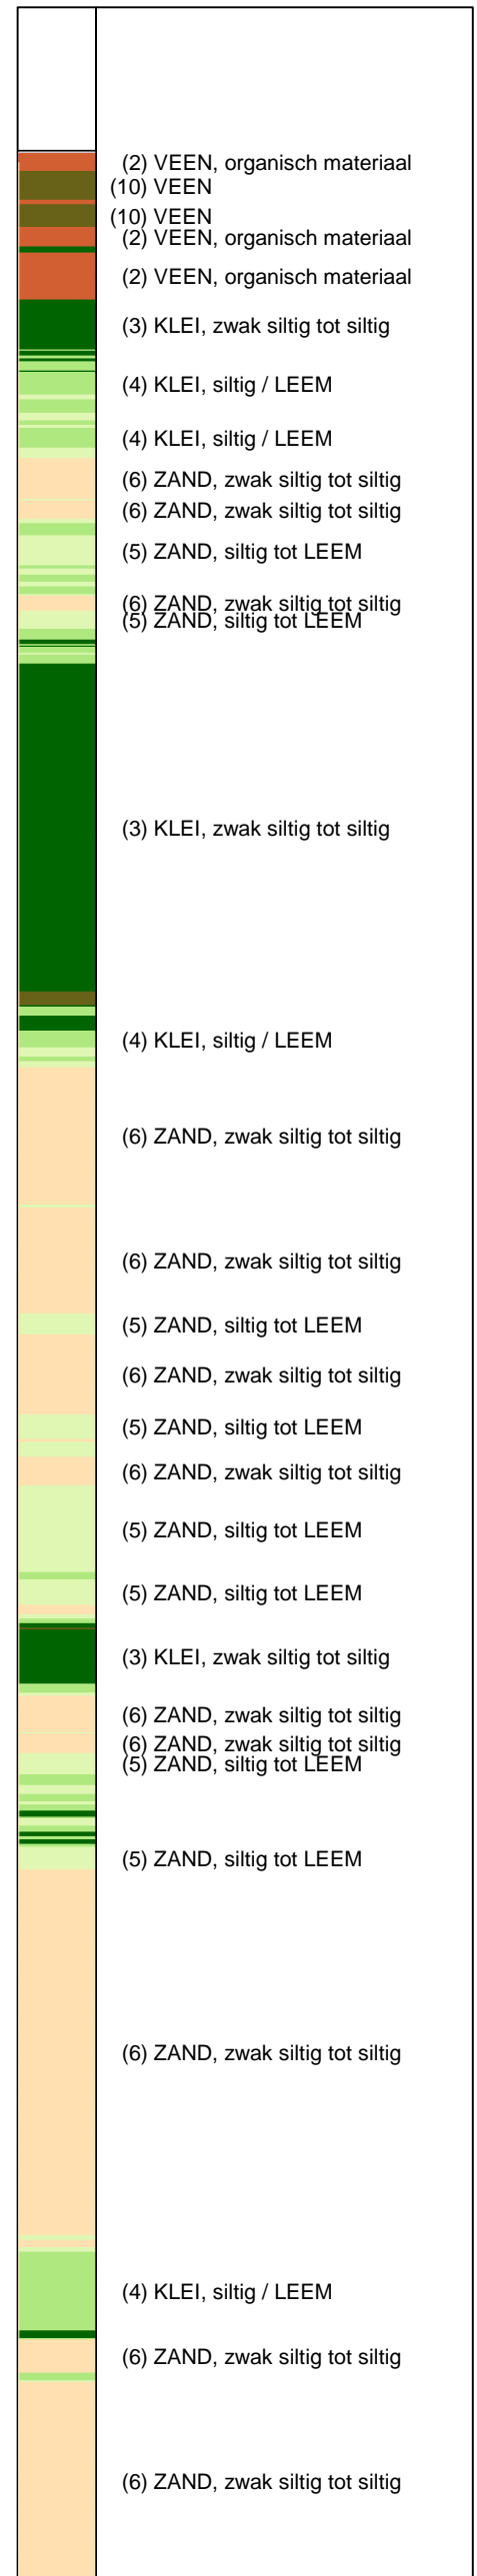 (2) VEEN, organisch materiaal
(10) VEEN
(10) VEEN
(2) VEEN, organisch materiaal
(2) VEEN, organisch materiaal
(3) KLEI, zwak siltig tot siltig
(4) KLEI, siltig / LEEM
(4) KLEI, siltig / LEEM
(6) ZAND, zwak siltig tot siltig
(6) ZAND, zwak siltig tot siltig
(5) ZAND, siltig tot LEEM
(6) ZAND, zwak siltig tot siltig
(5) ZAND, siltig tot LEEM
(3) KLEI, zwak siltig tot siltig
(4) KLEI, siltig / LEEM
(6) ZAND, zwak siltig tot siltig
(6) ZAND, zwak siltig tot siltig
(5) ZAND, siltig tot LEEM
(6) ZAND, zwak siltig tot siltig
(5) ZAND, siltig tot LEEM
(6) ZAND, zwak siltig tot siltig
(5) ZAND, siltig tot LEEM
(5) ZAND, siltig tot LEEM
(3) KLEI, zwak siltig tot siltig
(6) ZAND, zwak siltig tot siltig
(6) ZAND, zwak siltig tot siltig
(5) ZAND, siltig tot LEEM
(5) ZAND, siltig tot LEEM
(6) ZAND, zwak siltig tot siltig
(4) KLEI, siltig / LEEM
(6) ZAND, zwak siltig tot siltig
(6) ZAND, zwak siltig tot siltig